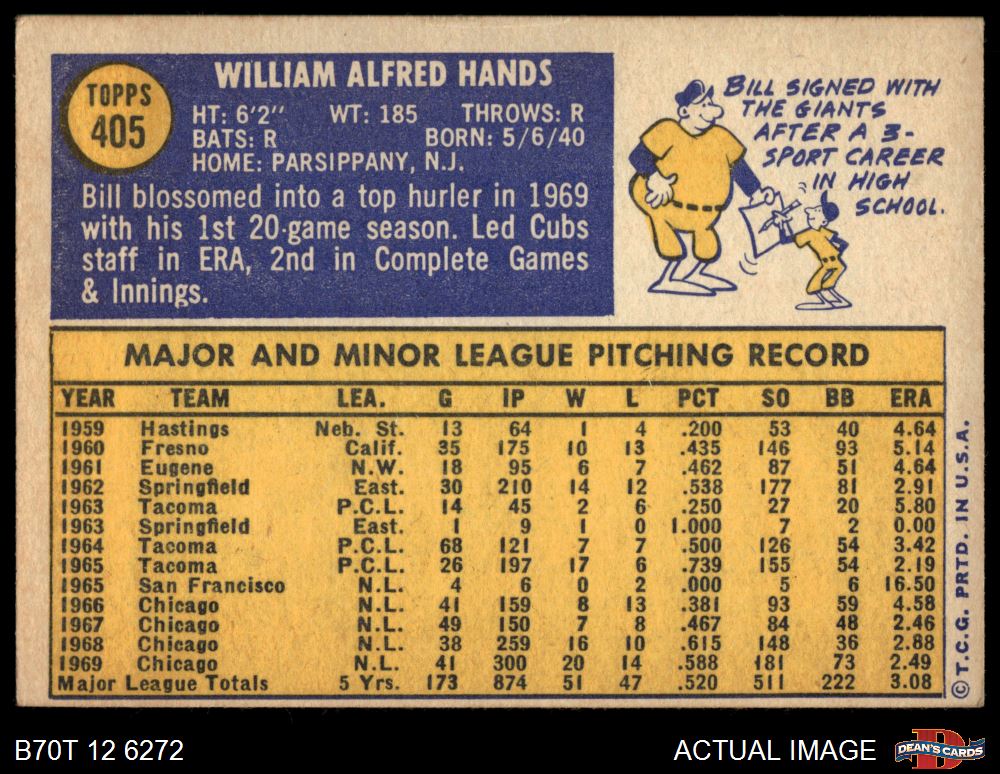 TOPPS
405
WILLIAM ALFRED HANDS
HT: 6'2" WT: 185 THROWS: R
BATS: R BORN: 5/6/40
HOME: PARSIPPANY, N.J.
Bill blossomed into a top hurler in 1969
with his 1st 20-game season. Led Cubs
staff in ERA, 2nd in Complete Games
& Innings.
BILL SIGNED WITH
THE GIANTS
AFTER A 3-
SPORT CAREER
IN HIGH
SCHOOL.
MAJOR AND MINOR LEAGUE PITCHING RECORD
YEAR TEAM LEA. G IP W L PCT SO BB ERA
1959 Hastings Neb. St. 13 64 1 4 .200 53 40 4.64
1960 Fresno Calif. 35 175 10 13 .435 146 93 5.14
1961 Eugene N.W. 18 95 6 7 .462 87 51 4.64
1962 Springfield East. 30 210 14 12 .538 177 81 2.91
1963 Tacoma P.C.L. 14 45 2 6 .250 27 20 5.80
1963 Springfield East. 1 9 1 0 1.000 7 2 0.00
1964 Tacoma P.C.L. 68 121 7 7 .500 126 54 3.42
1965 Tacoma P.C.L. 26 197 17 6 .739 155 54 2.19
1965 San Francisco N.L. 4 6 0 2 .000 5 6 16.50
1966 Chicago N.L. 41 159 8 13 .381 93 59 4.58
1967 Chicago N.L. 49 150 7 8 .467 84 48 2.46
1968 Chicago N.L. 38 259 16 10 .615 148 36 2.88
1969 Chicago N.L. 41 300 20 14 .588 181 73 2.49
Major League Totals 5 Yrs. 173 874 51 47 .520 511 222 3.08
© T.C.G. PRTD. IN U.S.A.
B70T 12 6272
ACTUAL IMAGE
DEAN'S CARDS